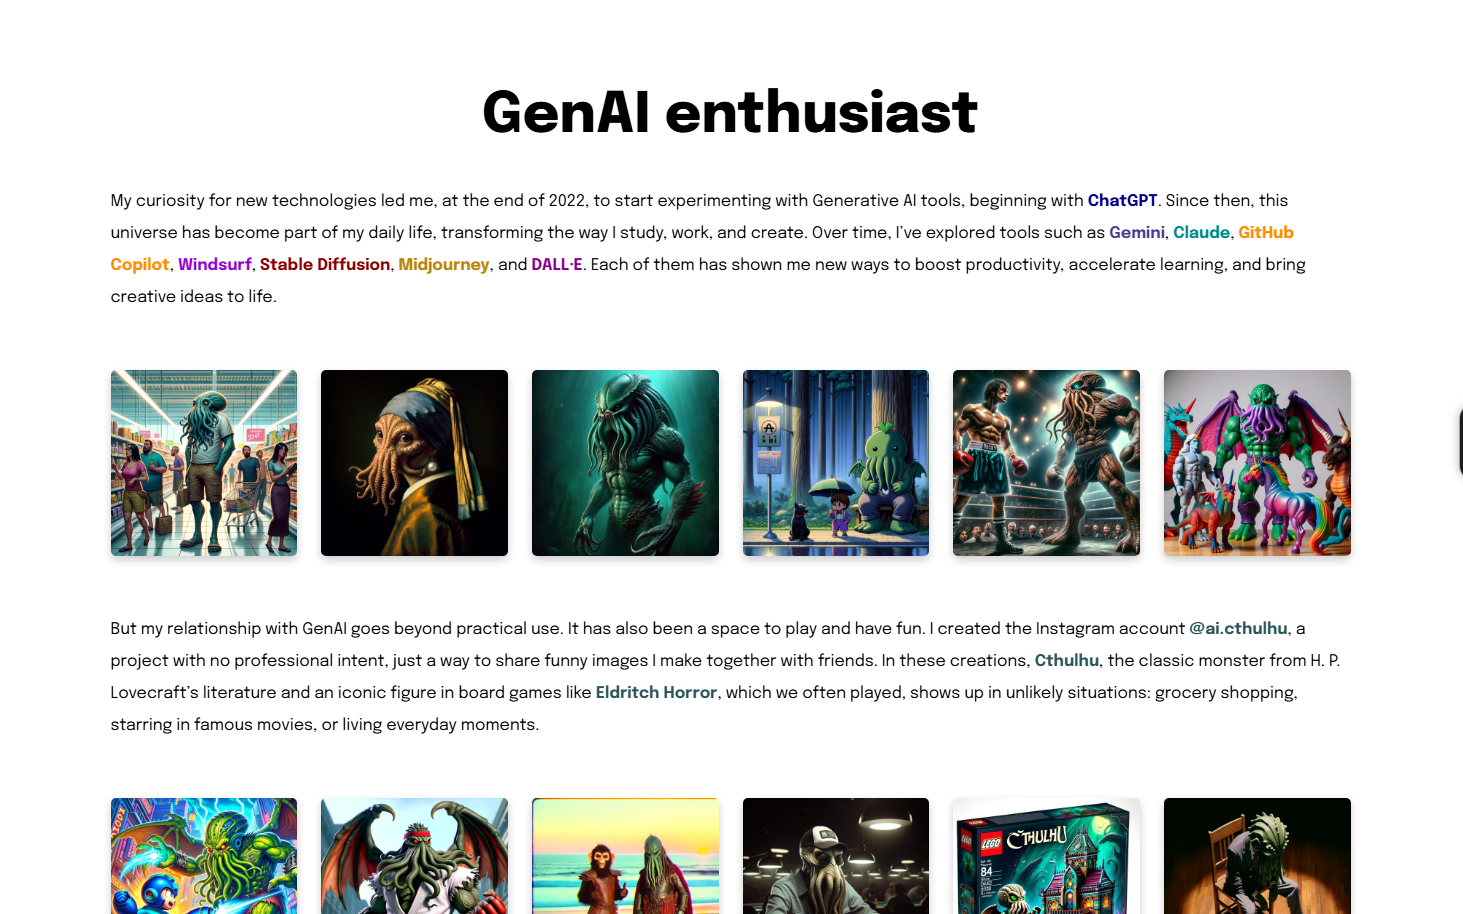 GenAI enthusiast
My curiosity for new technologies led me, at the end of 2022, to start experimenting with Generative AI tools, beginning with ChatGPT. Since then, this
universe has become part of my daily life, transforming the way I study, work, and create. Over time, I’ve explored tools such as Gemini, Claude, GitHub
Copilot, Windsurf, Stable Diffusion, Midjourney, and DALL·E. Each of them has shown me new ways to boost productivity, accelerate learning, and bring
creative ideas to life.
But my relationship with GenAI goes beyond practical use. It has also been a space to play and have fun. I created the Instagram account @ai.cthulhu, a
project with no professional intent, just a way to share funny images I make together with friends. In these creations, Cthulhu, the classic monster from H. P.
Lovecraft’s literature and an iconic figure in board games like Eldritch Horror, which we often played, shows up in unlikely situations: grocery shopping,
starring in famous movies, or living everyday moments.
LEGO
CTHULHU
84
LEGO